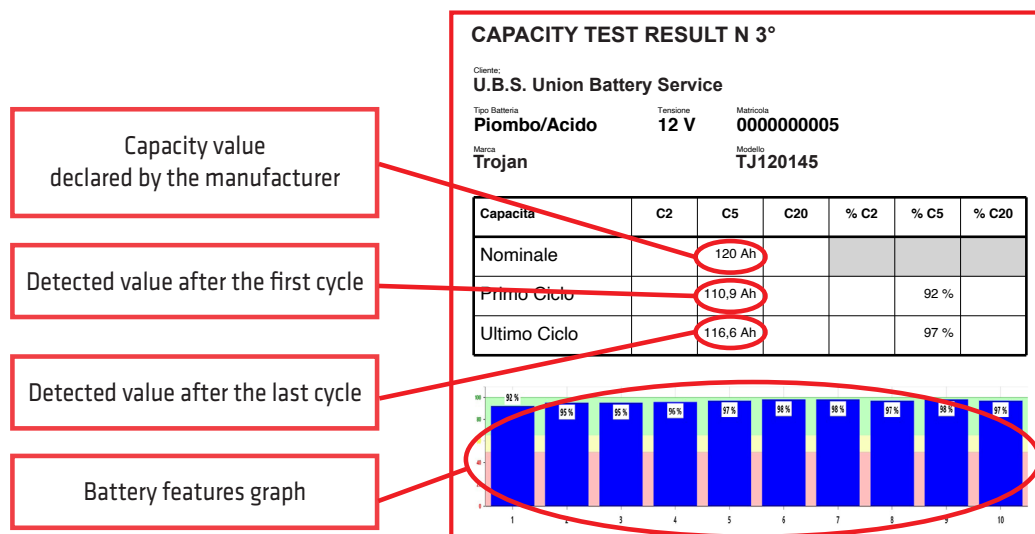 CAPACITY TEST RESULT N 3°
Cliente;
U.B.S. Union Battery Service
Tipo Batteria Tensione Matricola
Piombo/Acido 12 V 0000000005
Marca Modello
Trojan TJ120145
Capacity value
declared by the manufacturer
Detected value after the first cycle
Detected value after the last cycle
Battery features graph
Capacita C2 C5 C20 % C2 % C5 % C20
Nominale 120 Ah
Primo Ciclo 110,9 Ah 92 %
Ultimo Ciclo 116,6 Ah 97 %
92 % 95 % 95 % 96 % 97 % 98 % 98 % 97 % 98 % 97 %
100
80
40
0
1 2 3 4 5 6 7 8 9 10